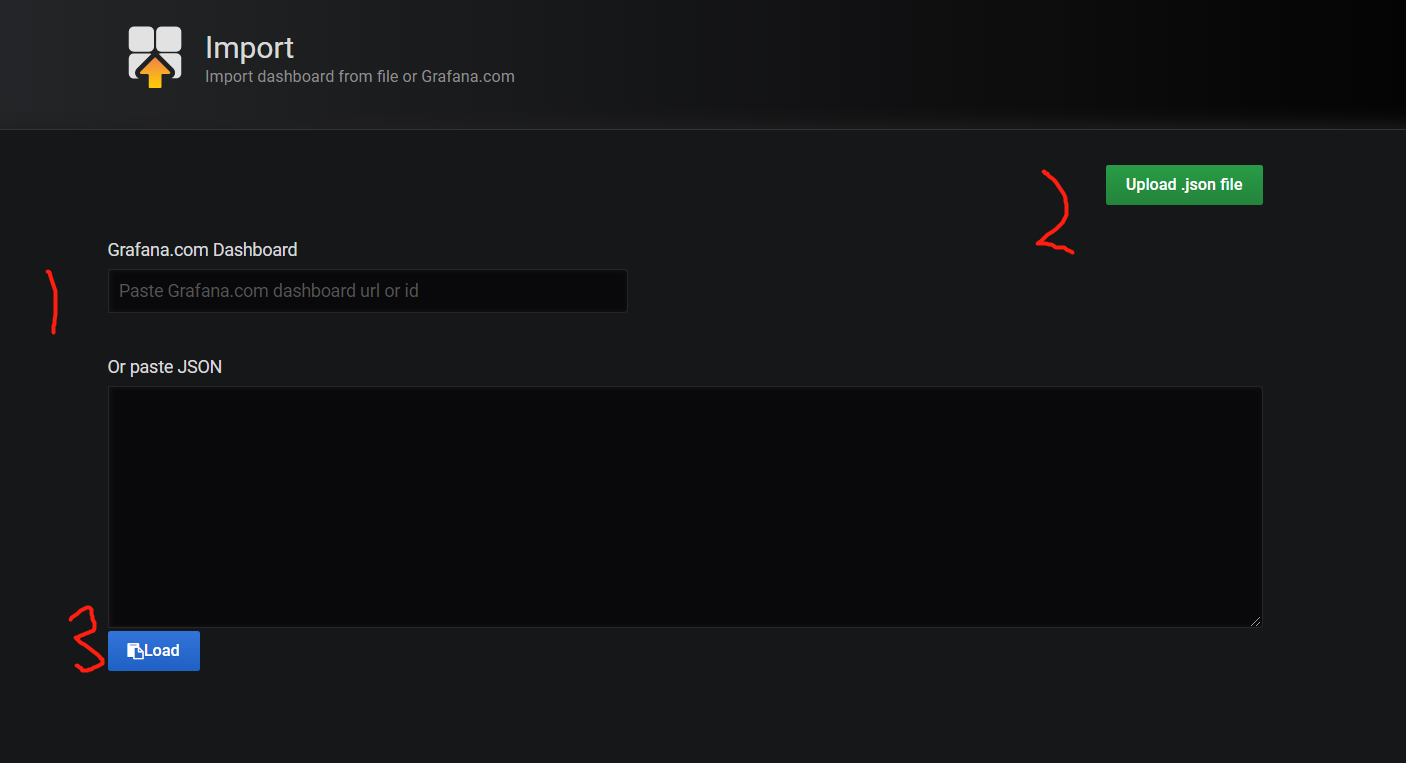 Import
Import dashboard from file or Grafana.com
2
Upload .json file
Grafana.com Dashboard
1
Paste Grafana.com dashboard url or id
Or paste JSON
3
Load